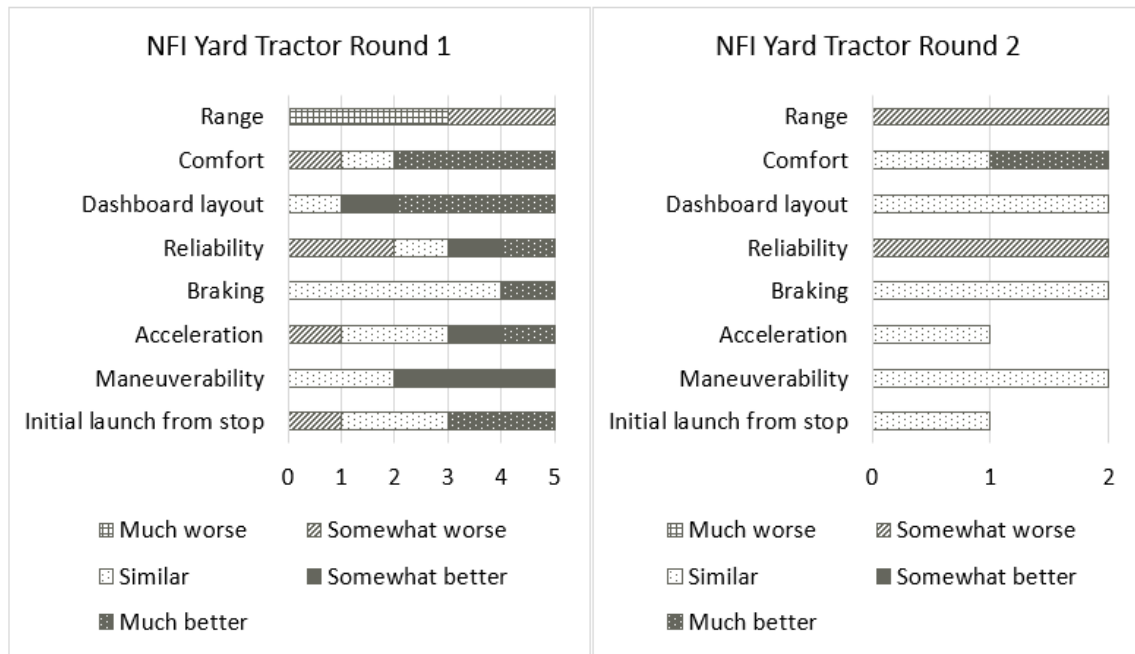 NFI Yard Tractor Round 1
Range
Comfort
Dashboard layout
Reliability
Braking
Acceleration
Maneuverability
Initial launch from stop
0 1 2 3 4 5
Much worse Somewhat worse
Similar Somewhat better
Much better
NFI Yard Tractor Round 2
Range
Comfort
Dashboard layout
Reliability
Braking
Acceleration
Maneuverability
Initial launch from stop
0 1 2
Much worse Somewhat worse
Similar Somewhat better
Much better